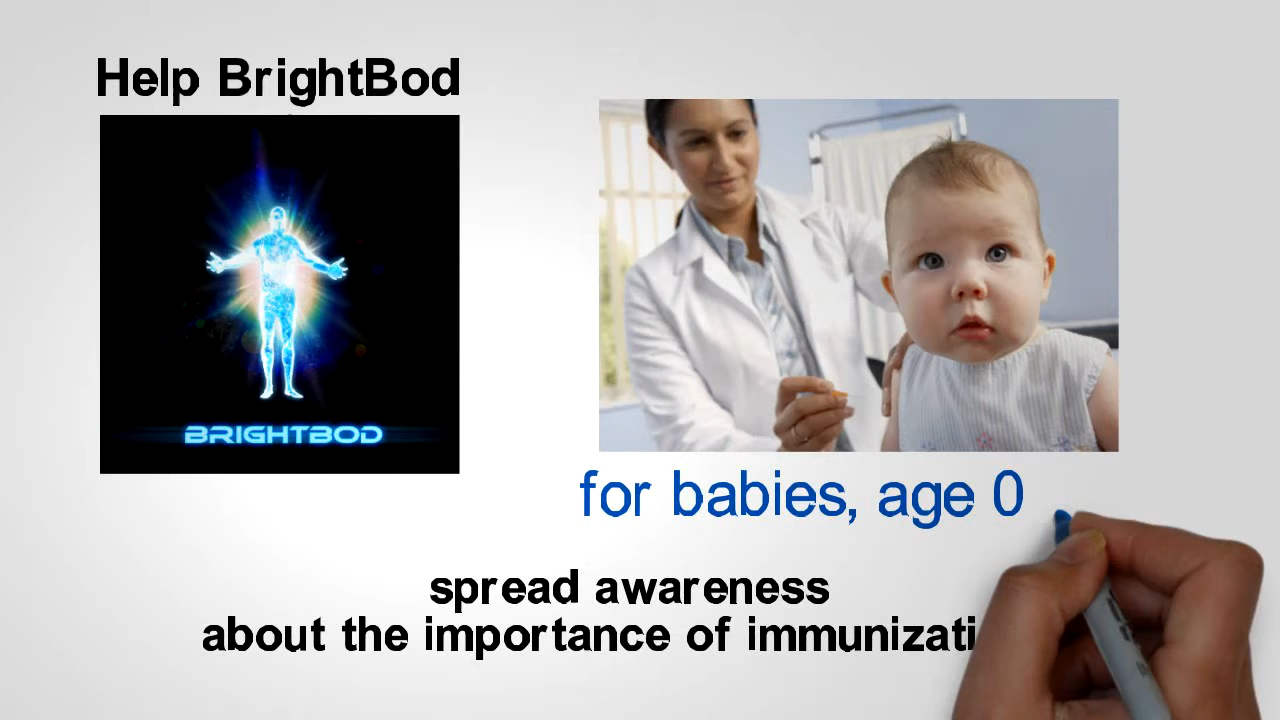 Help BrightBod
BRIGHTBOD
for babies, age 0
spread awareness
about the importance of immunizati